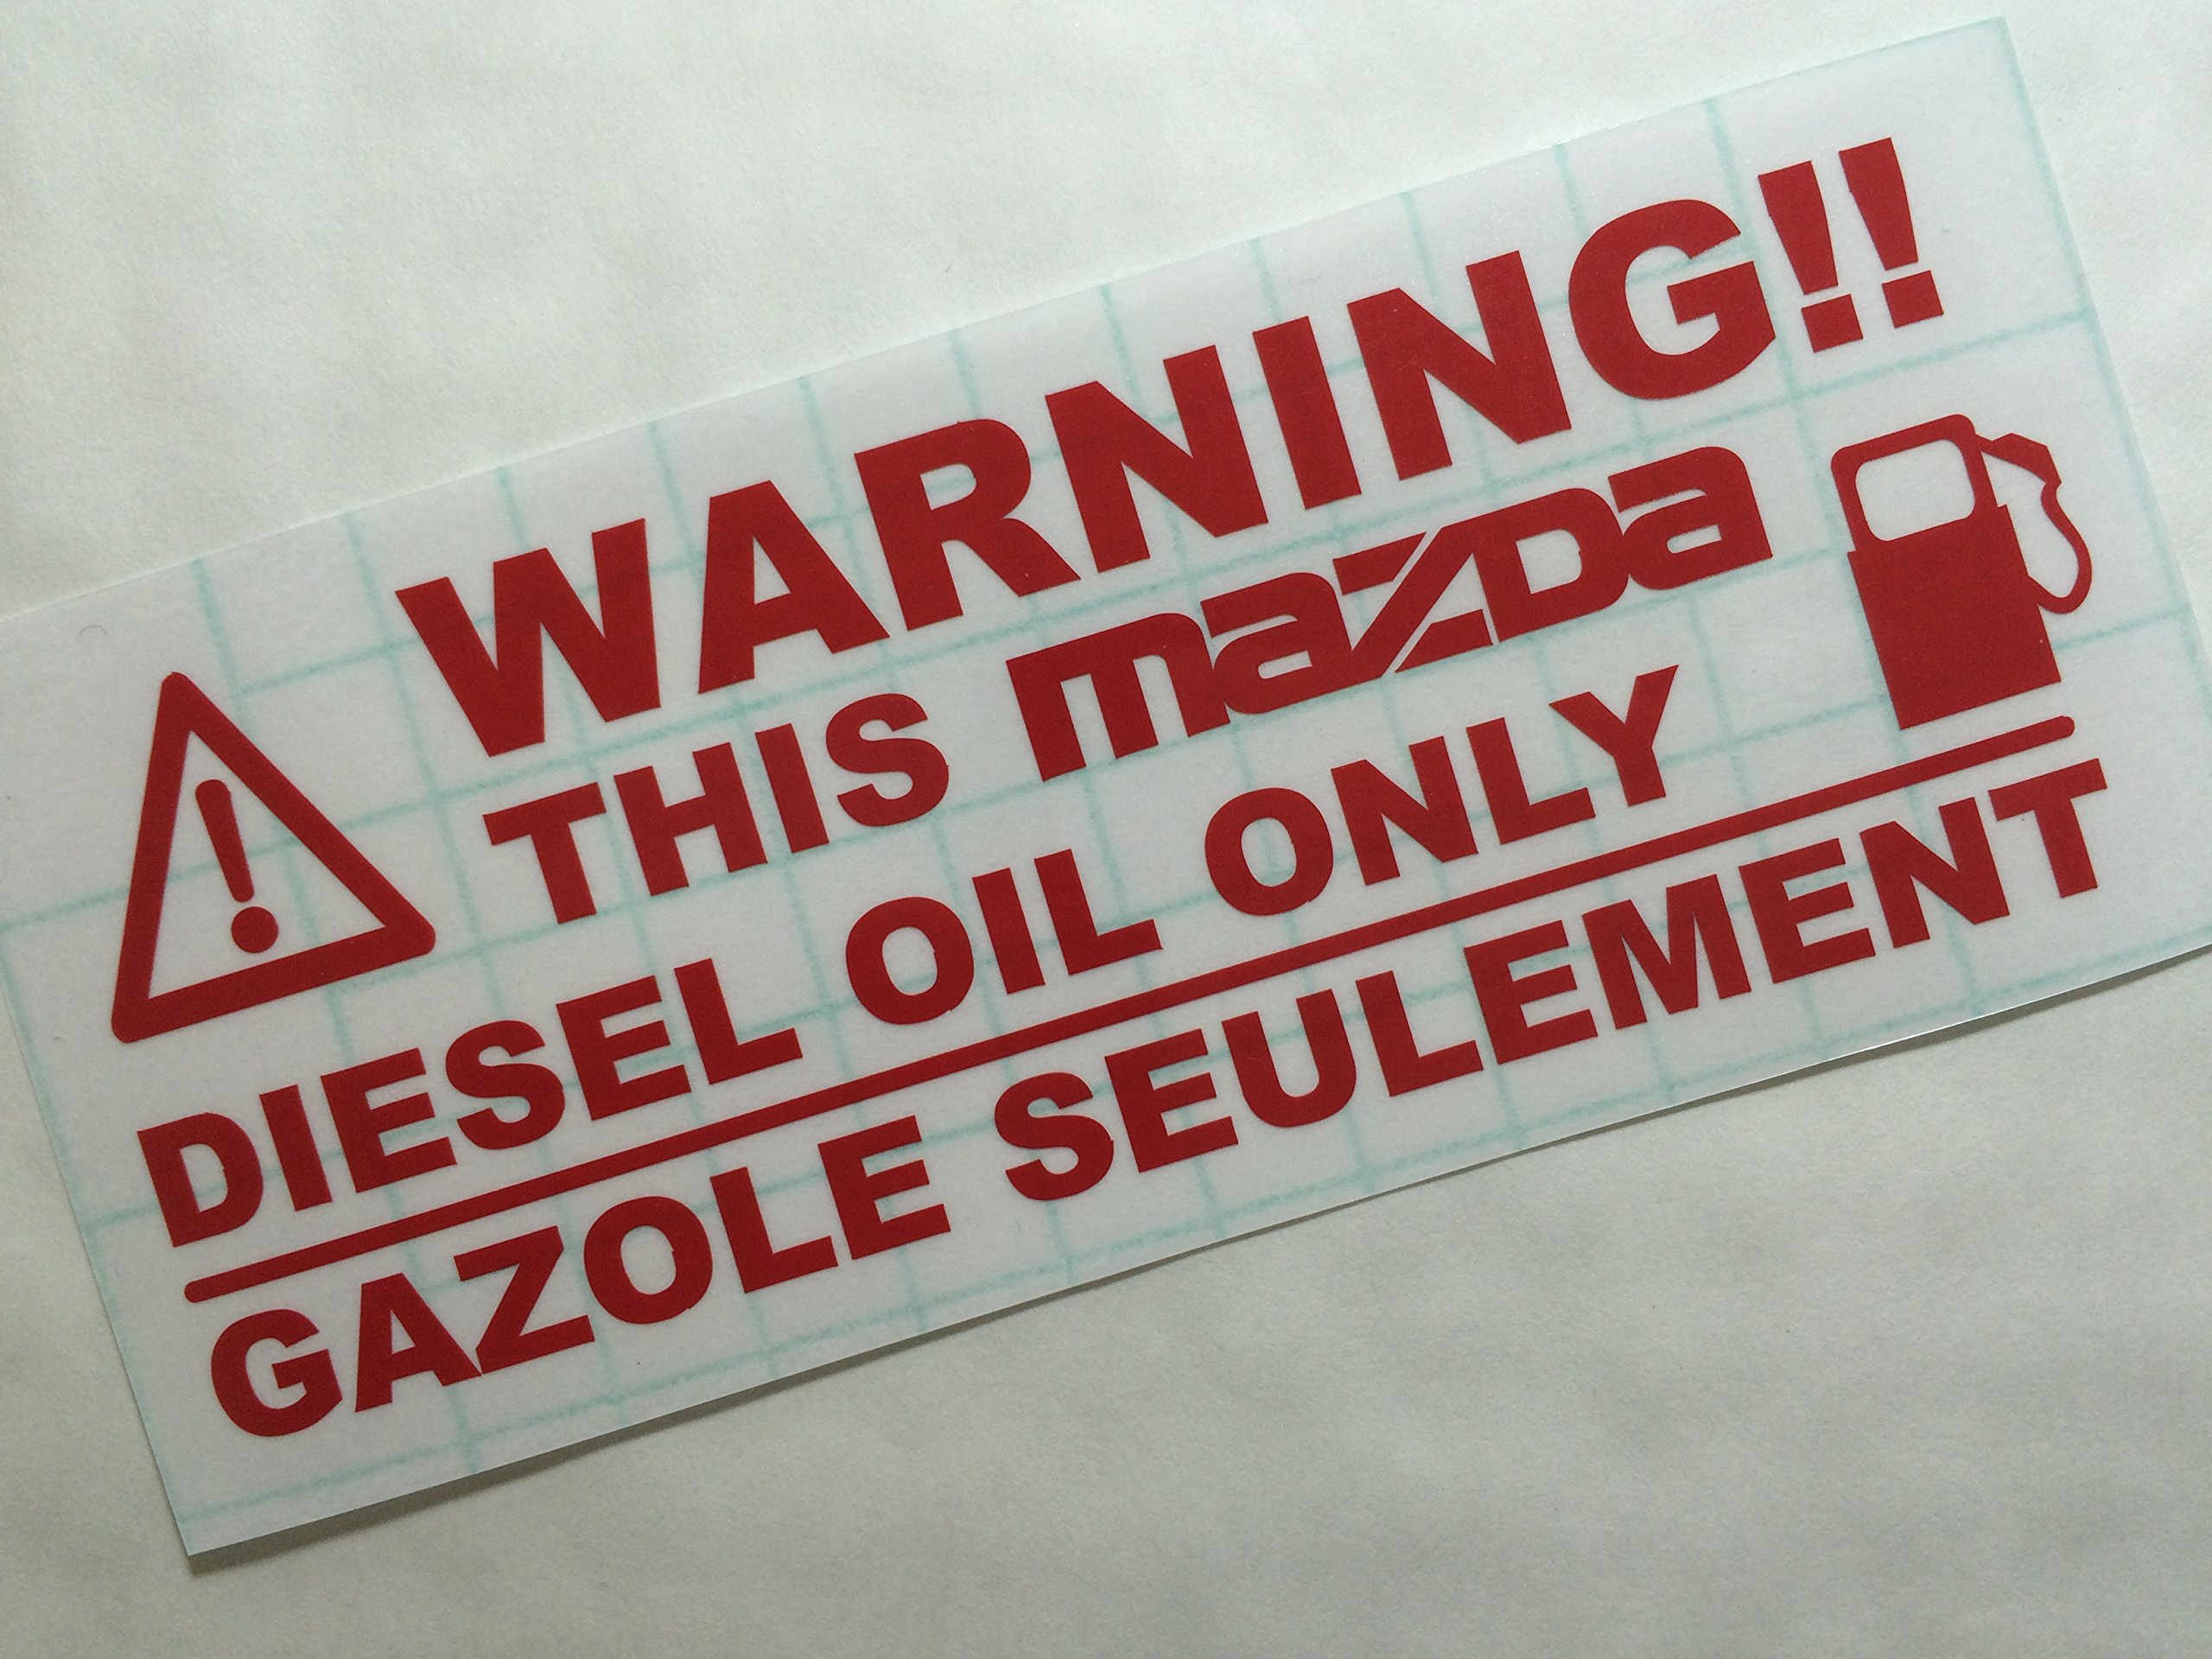 WARNING!!
THIS mazDa
DIESEL OIL ONLY
GAZOLE SEULEMENT